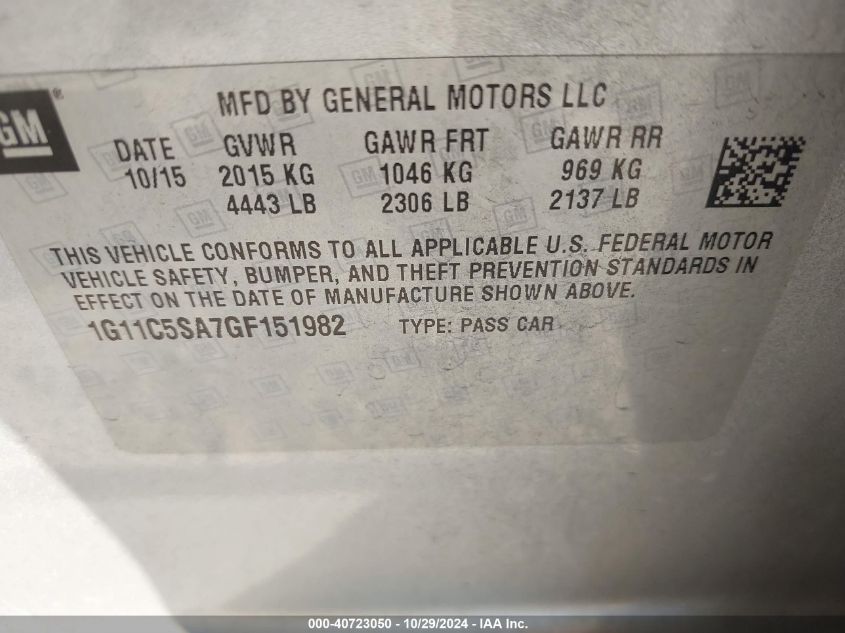 GM®
MFD BY GENERAL MOTORS LLC
DATE GVWR GAWR FRT GAWR RR
10/15 2015 KG 1046 KG 969 KG
4443 LB 2306 LB 2137 LB
THIS VEHICLE CONFORMS TO ALL APPLICABLE U.S. FEDERAL MOTOR
VEHICLE SAFETY, BUMPER, AND THEFT PREVENTION STANDARDS IN
EFFECT ON THE DATE OF MANUFACTURE SHOWN ABOVE.
1G11C5SA7GF151982 TYPE: PASS CAR
000-40723050 - 10/29/2024 - IAA Inc.